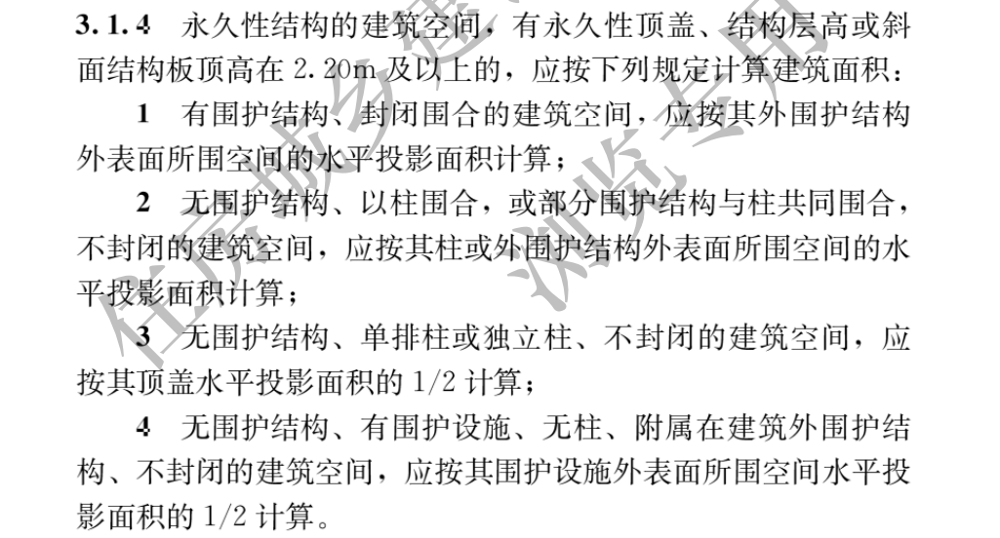 3.1.4 永久性结构的建筑空间，有永久性顶盖、结构层高或斜
面结构板顶高在 2.20m 及以上的，应按下列规定计算建筑面积：
1 有围护结构、封闭围合的建筑空间，应按其外围护结构
外表面所围空间的水平投影面积计算；
2 无围护结构、以柱围合，或部分围护结构与柱共同围合，
不封闭的建筑空间，应按其柱或外围护结构外表面所围空间的水
平投影面积计算；
3 无围护结构、单排柱或独立柱、不封闭的建筑空间，应
按其顶盖水平投影面积的 1/2 计算；
4 无围护结构、有围护设施、无柱、附属在建筑外围护结
构、不封闭的建筑空间，应按其围护设施外表面所围空间水平投
影面积的 1/2 计算。
住房城乡建
浏览专用